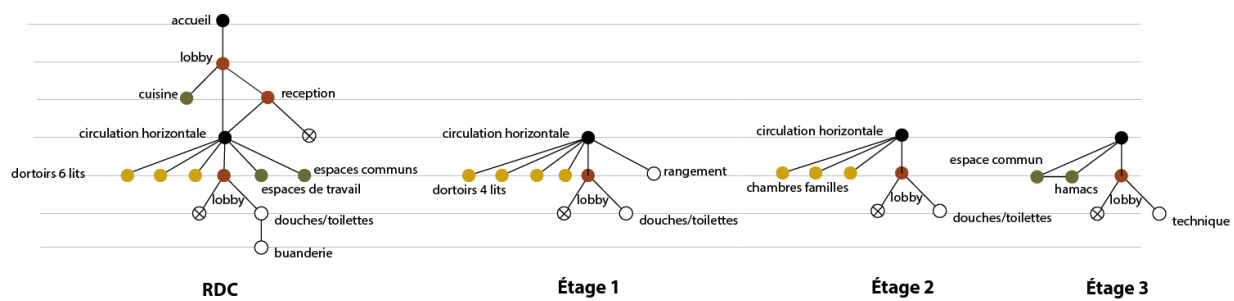 accueil
lobby
cuisine
reception
circulation horizontale
dortoirs 6 lits
espaces communs
espaces de travail
lobby
douches/toilettes
buanderie
RDC
circulation horizontale
rangement
dortoirs 4 lits
lobby
douches/toilettes
Étage 1
circulation horizontale
chambres familles
lobby
douches/toilettes
Étage 2
espace commun
hamacs
lobby
technique
Étage 3